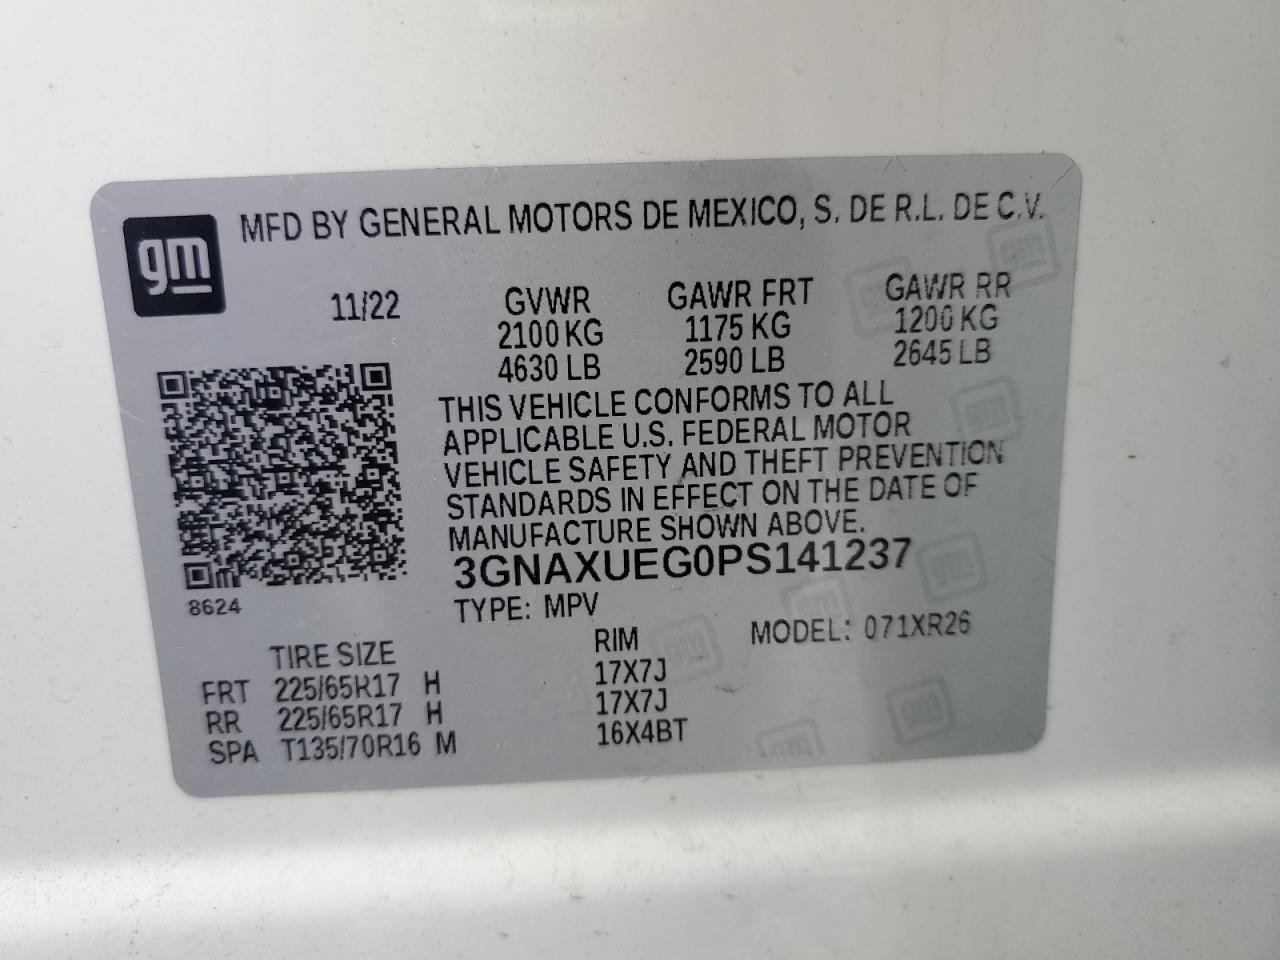 gm
MFD BY GENERAL MOTORS DE MEXICO, S. DE R.L. DE C.V.
11/22 GVWR GAWR FRT GAWR RR
2100 KG 1175 KG 1200 KG
4630 LB 2590 LB 2645 LB
THIS VEHICLE CONFORMS TO ALL
APPLICABLE U.S. FEDERAL MOTOR
VEHICLE SAFETY AND THEFT PREVENTION
STANDARDS IN EFFECT ON THE DATE OF
MANUFACTURE SHOWN ABOVE.
3GNAXUEG0PS141237
8624
TYPE: MPV MODEL: 071XR26
TIRE SIZE RIM
FRT 225/65R17 H 17X7J
RR 225/65R17 H 17X7J
SPA T135/70R16 M 16X4BT